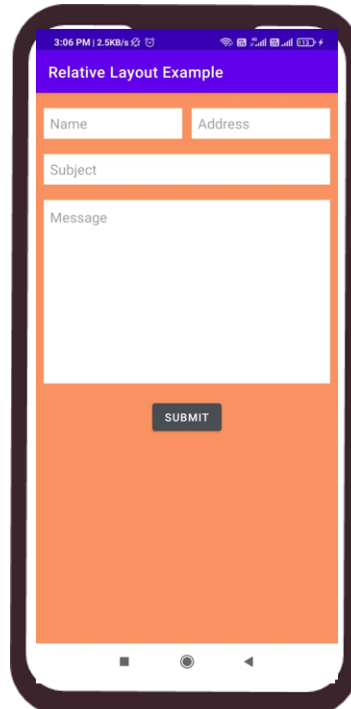 3:06 PM | 2.5KB/s
Relative Layout Example
Name Address
Subject
Message
SUBMIT